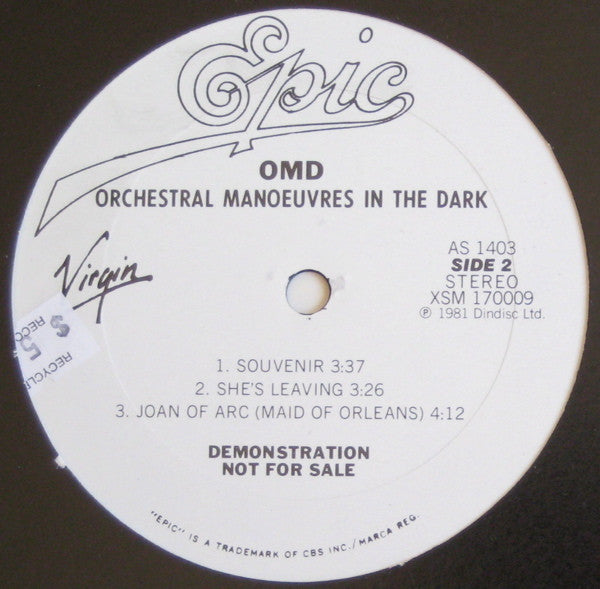 Epic
OMD
ORCHESTRAL MANOEUVRES IN THE DARK
Virgin
AS 1403
SIDE 2
STEREO
XSM 170009
℗ 1981 Dindisc Ltd.
1. SOUVENIR 3:37
2. SHE'S LEAVING 3:26
3. JOAN OF ARC (MAID OF ORLEANS) 4:12
DEMONSTRATION
NOT FOR SALE
"EPIC" IS A TRADEMARK OF CBS INC./MARCA REG.